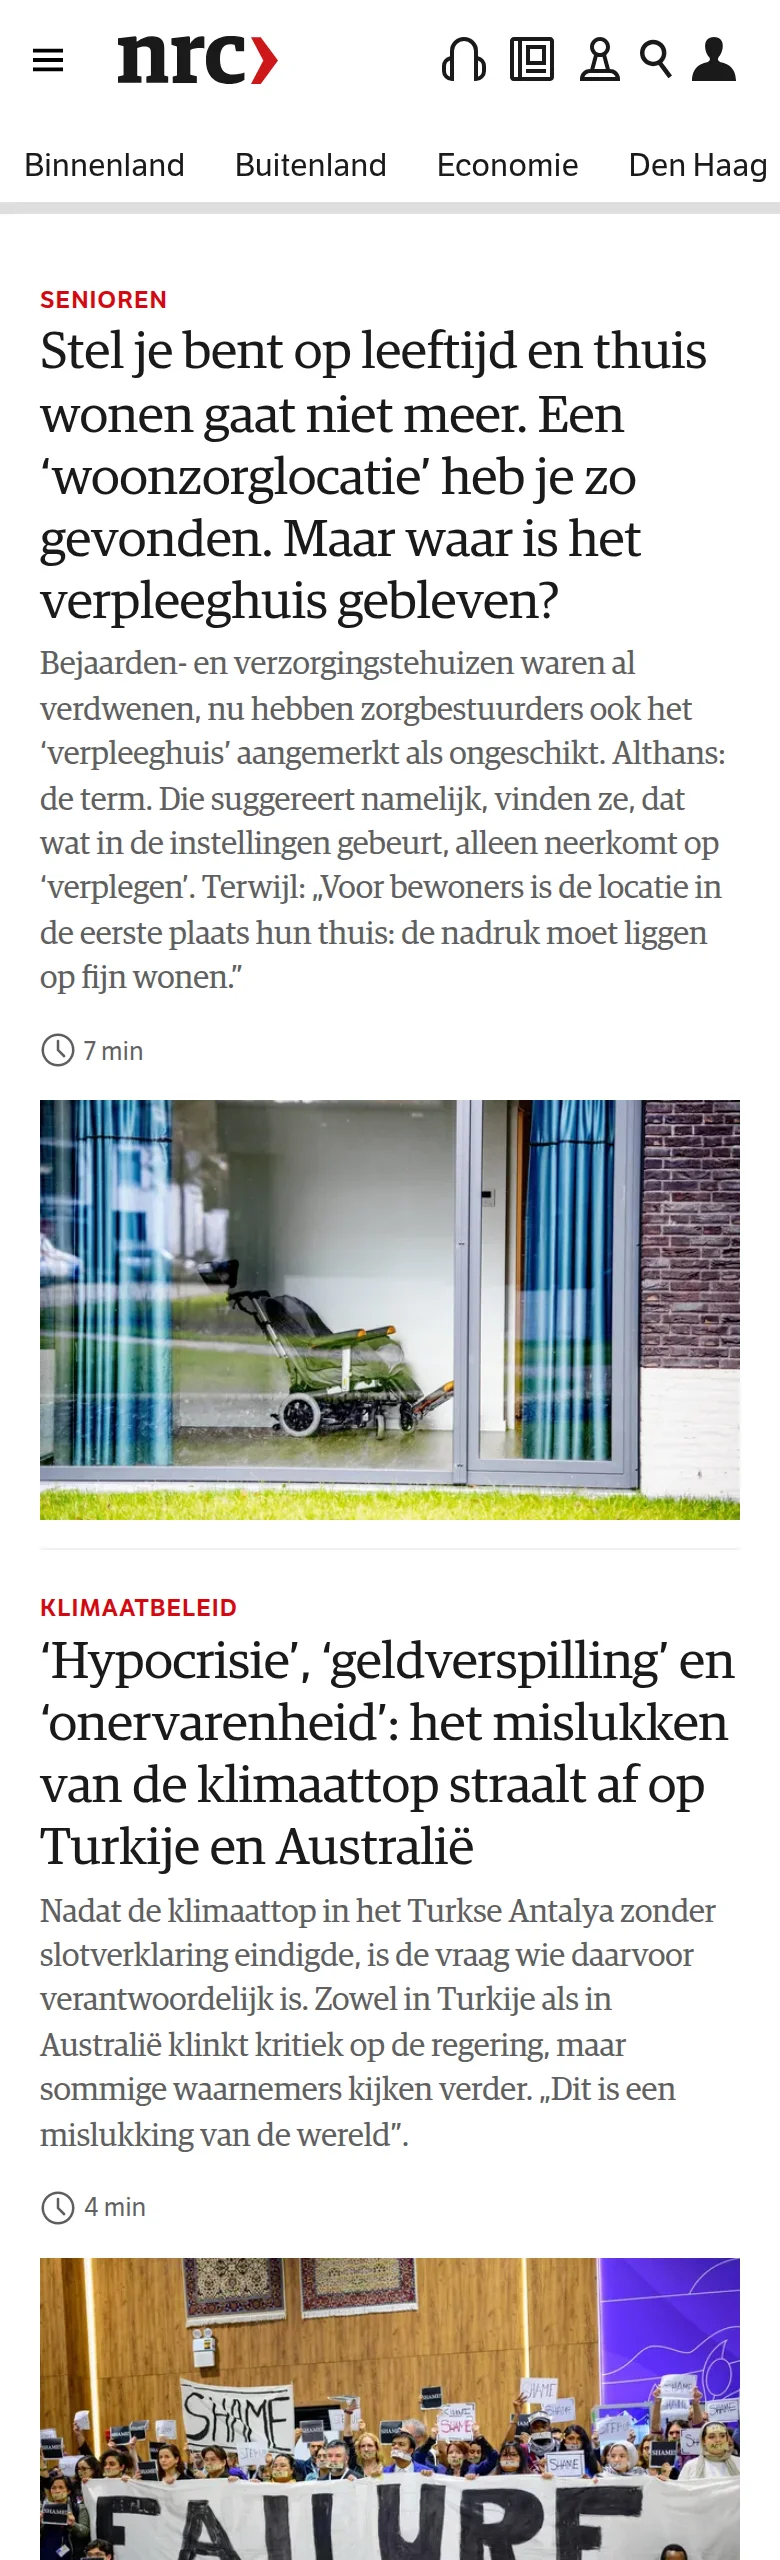 nrc
Binnenland Buitenland Economie Den Haag
SENIOREN
Stel je bent op leeftijd en thuis
wonen gaat niet meer. Een
‘woonzorglocatie’ heb je zo
gevonden. Maar waar is het
verpleeghuis gebleven?
Bejaarden- en verzorgingstehuizen waren al
verdwenen, nu hebben zorgbestuurders ook het
‘verpleeghuis’ aangemerkt als ongeschikt. Althans:
de term. Die suggereert namelijk, vinden ze, dat
wat in de instellingen gebeurt, alleen neerkomt op
‘verplegen’. Terwijl: „Voor bewoners is de locatie in
de eerste plaats hun thuis: de nadruk moet liggen
op fijn wonen.”
7 min
KLIMAATBELEID
‘Hypocrisie’, ‘geldverspilling’ en
‘onervarenheid’: het mislukken
van de klimaattop straalt af op
Turkije en Australië
Nadat de klimaattop in het Turkse Antalya zonder
slotverklaring eindigde, is de vraag wie daarvoor
verantwoordelijk is. Zowel in Turkije als in
Australië klinkt kritiek op de regering, maar
sommige waarnemers kijken verder. „Dit is een
mislukking van de wereld”.
4 min
SHAME
SHAME
SHAME
SHAME
FAILURE